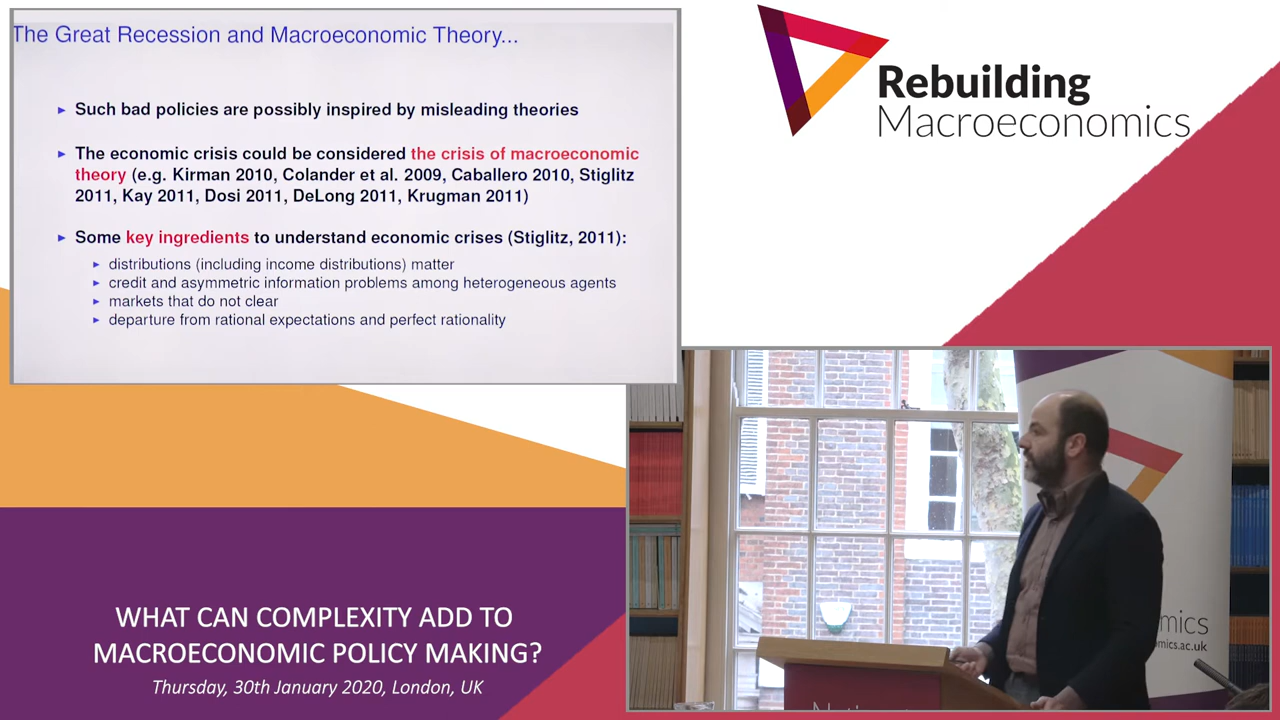 The Great Recession and Macroeconomic Theory...
Such bad policies are possibly inspired by misleading theories
The economic crisis could be considered the crisis of macroeconomic
theory (e.g. Kirman 2010, Colander et al. 2009, Caballero 2010, Stiglitz
2011, Kay 2011, Dosi 2011, DeLong 2011, Krugman 2011)
Some key ingredients to understand economic crises (Stiglitz, 2011):
distributions (including income distributions) matter
credit and asymmetric information problems among heterogeneous agents
markets that do not clear
departure from rational expectations and perfect rationality
Rebuilding
Macroeconomics
WHAT CAN COMPLEXITY ADD TO
MACROECONOMIC POLICY MAKING?
Thursday, 30th January 2020, London, UK
nomics
omics.ac.uk